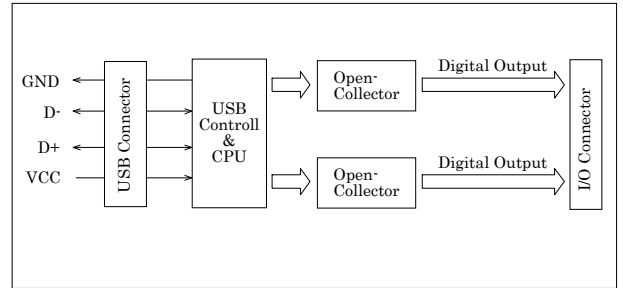 GND
D-
D+
VCC
USB Connector
USB
Controll
&
CPU
Open-
Collector
Digital Output
Open-
Collector
Digital Output
I/O Connector